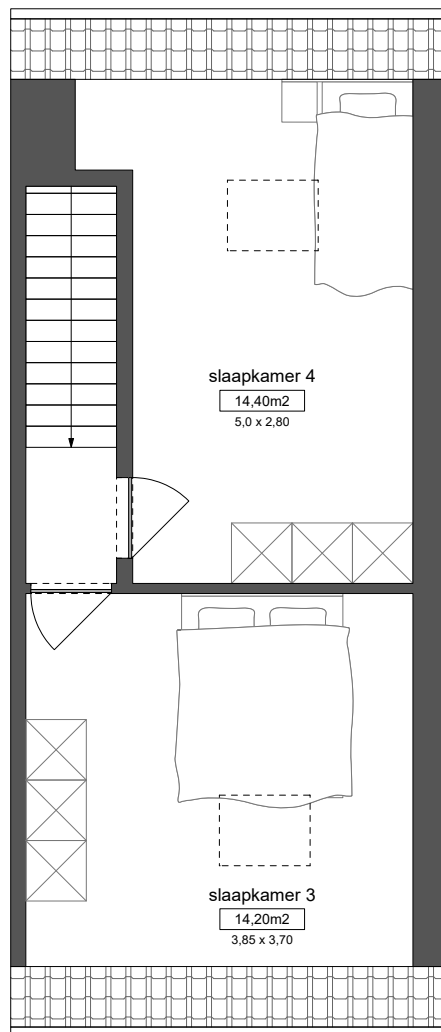 slaapkamer 4
14,40m2
5,0 x 2,80
slaapkamer 3
14,20m2
3,85 x 3,70